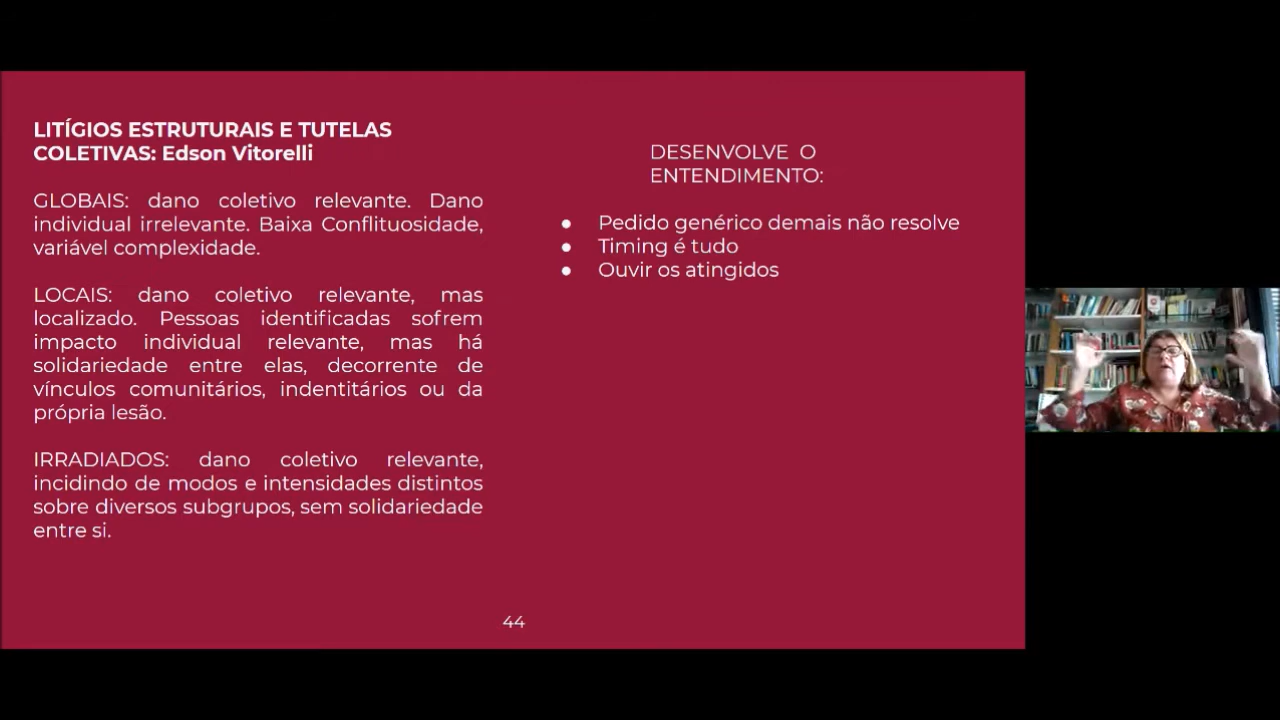 LITÍGIOS ESTRUTURAIS E TUTELAS
COLETIVAS: Edson Vitorelli
GLOBAIS: dano coletivo relevante. Dano
individual irrelevante. Baixa Conflituosidade,
variável complexidade.
LOCAIS: dano coletivo relevante, mas
localizado. Pessoas identificadas sofrem
impacto individual relevante, mas há
solidariedade entre elas, decorrente de
vínculos comunitários, indentitários ou da
própria lesão.
IRRADIADOS: dano coletivo relevante,
incidindo de modos e intensidades distintos
sobre diversos subgrupos, sem solidariedade
entre si.
DESENVOLVE O
ENTENDIMENTO:
● Pedido genérico demais não resolve
● Timing é tudo
● Ouvir os atingidos
44